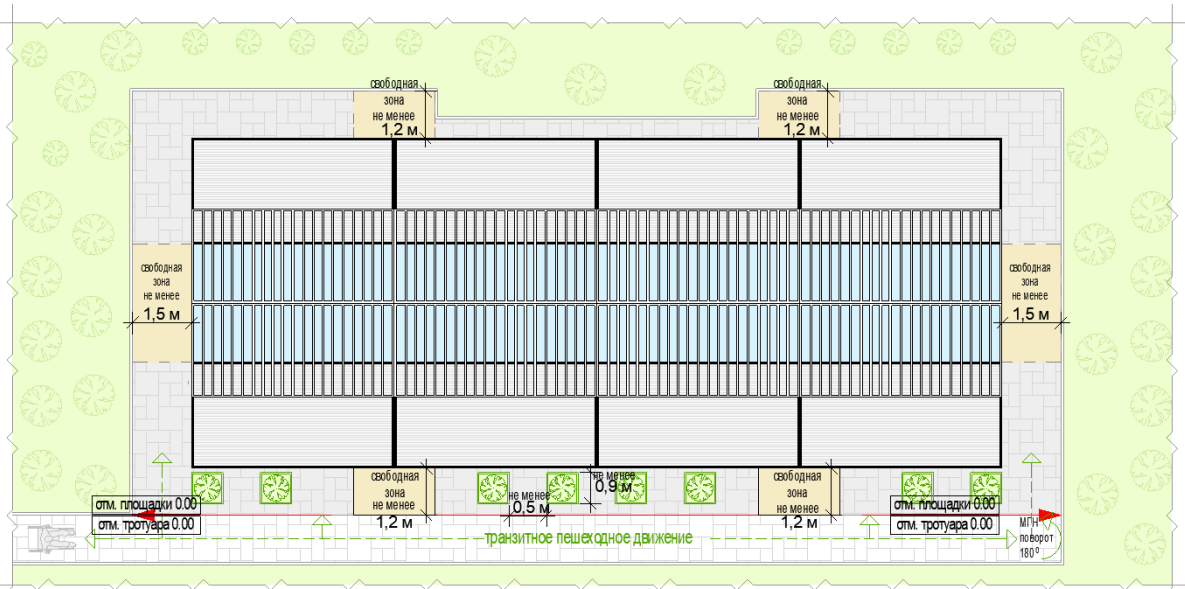 свободная
зона
не менее
1,2 м
свободная
зона
не менее
1,2 м
свободная
зона
не менее
1,5 м
свободная
зона
не менее
1,5 м
свободная
зона
не менее
1,2 м
не менее
0,5 м
не менее
0,9 м
свободная
зона
не менее
1,2 м
отм. площадки 0.00
отм. тротуара 0.00
отм. площадки 0.00
отм. тротуара 0.00
транзитное пешеходное движение
МГН
поворот
180°